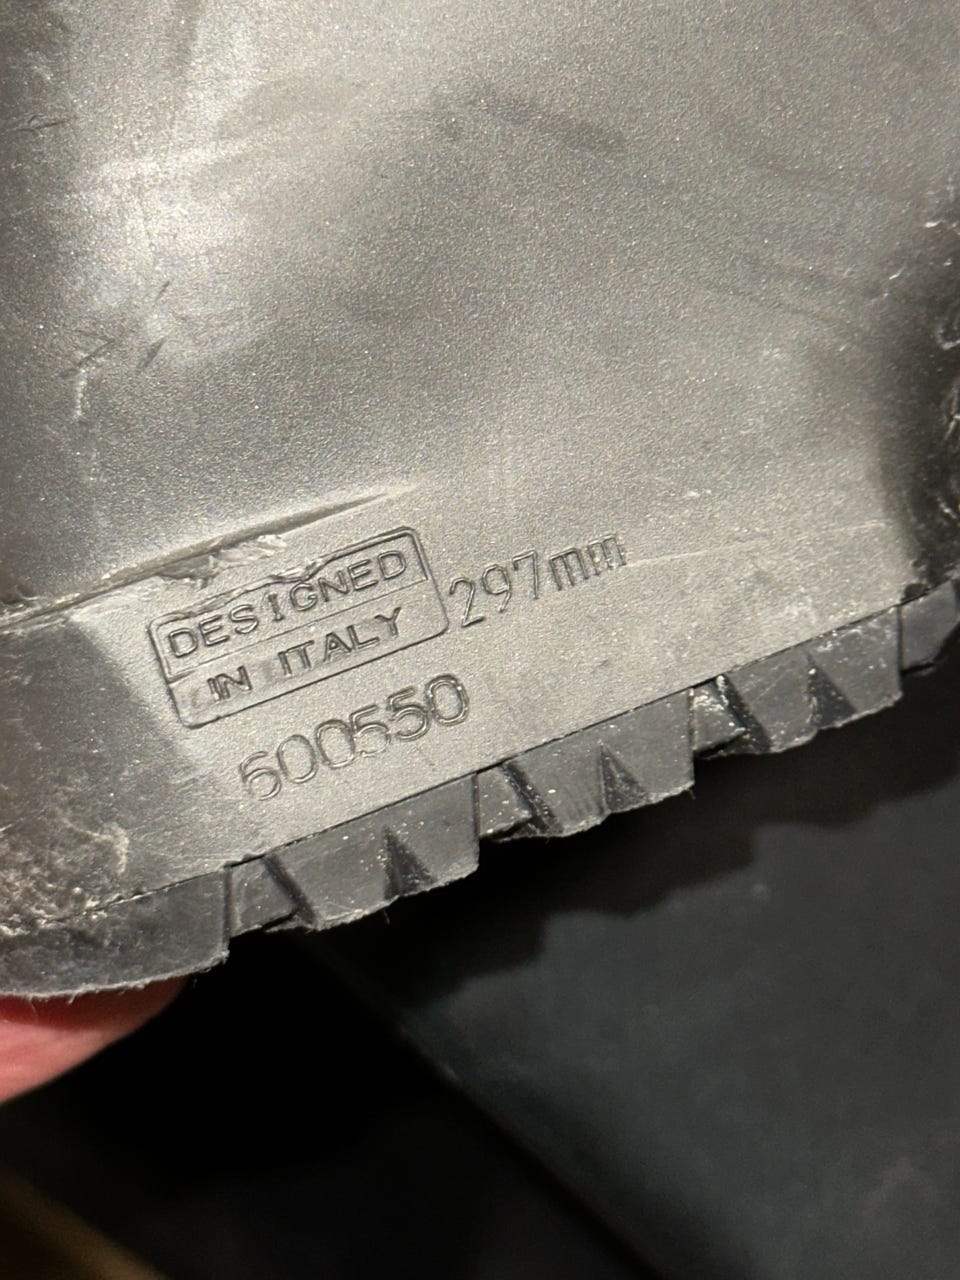 DESIGNED
IN ITALY
297mm
600550